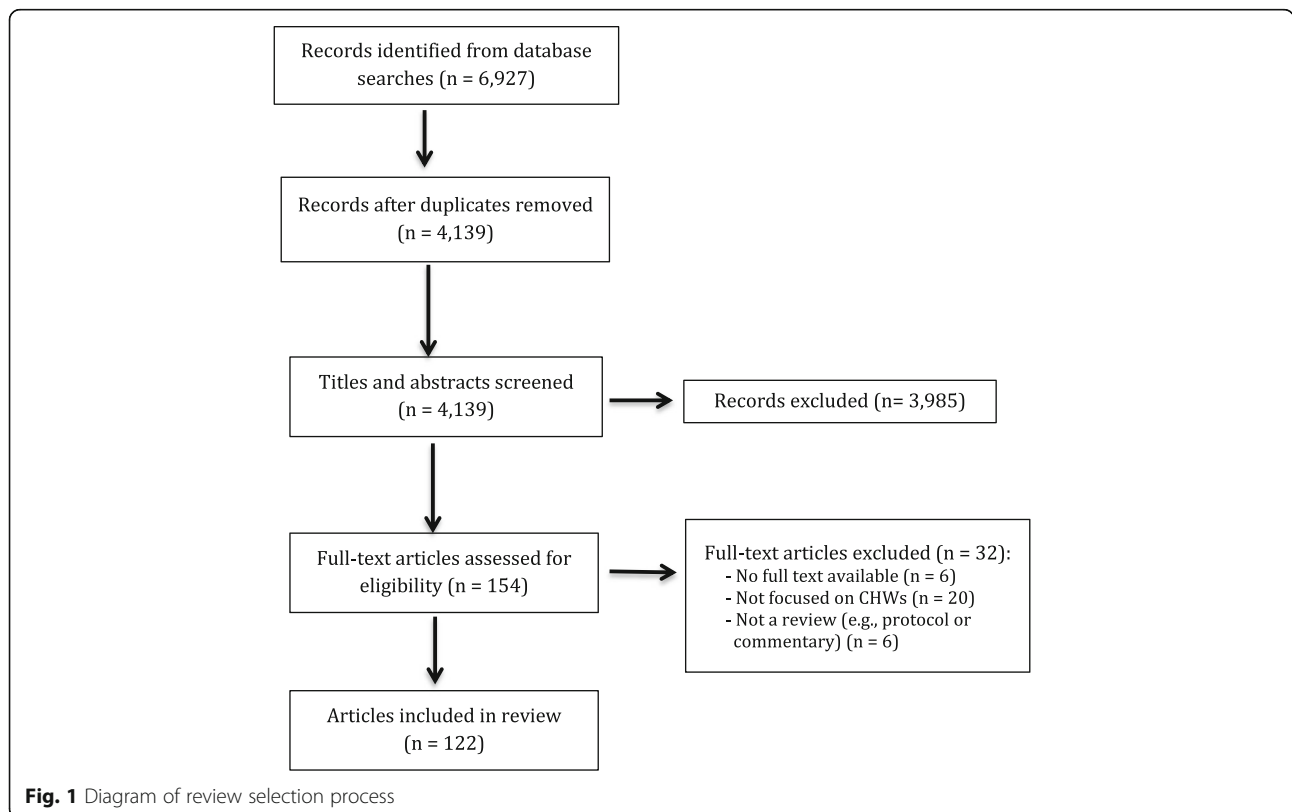 Records identified from database
searches (n = 6,927)
Records after duplicates removed
(n = 4,139)
Titles and abstracts screened
(n = 4,139)
Records excluded (n= 3,985)
Full-text articles assessed for
eligibility (n = 154)
Full-text articles excluded (n = 32):
- No full text available (n = 6)
- Not focused on CHWs (n = 20)
- Not a review (e.g., protocol or
commentary) (n = 6)
Articles included in review
(n = 122)
Fig. 1 Diagram of review selection process